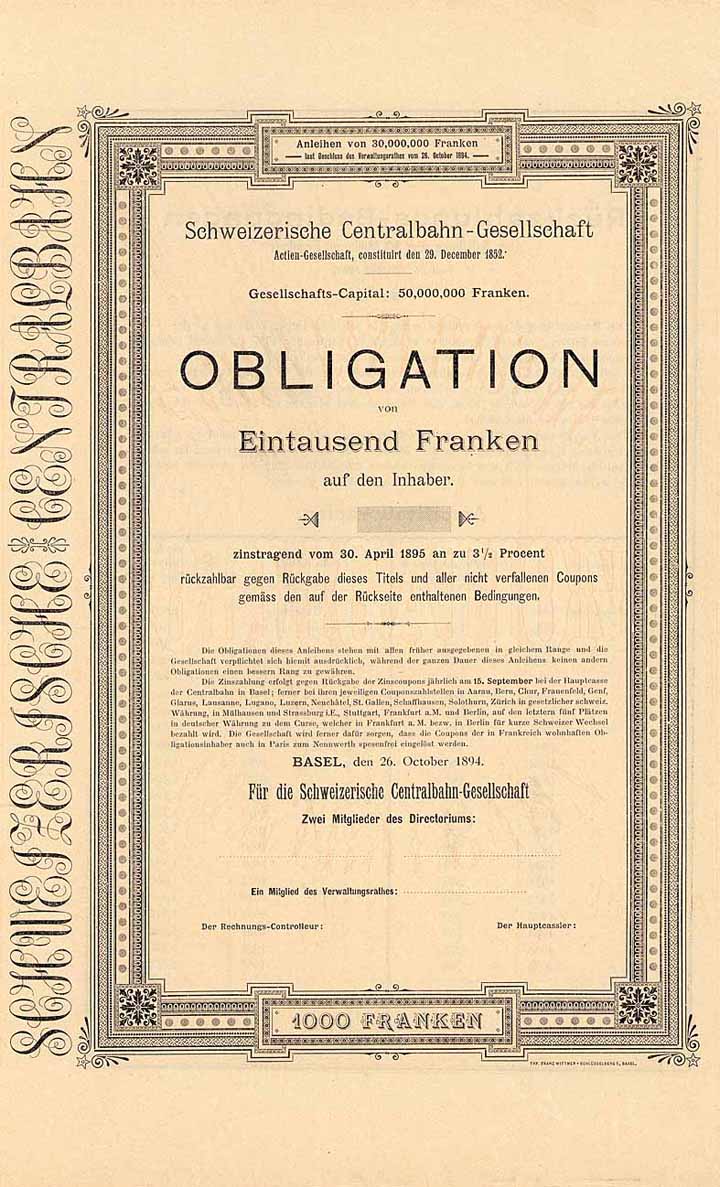 SCHWEIZERISCHE CENTRALBAHN
Anleihen von 30,000,000 Franken
laut Beschluss des Verwaltungsrathes vom 26. October 1894.
Schweizerische Centralbahn-Gesellschaft
Actien-Gesellschaft, constituirt den 29. December 1852.
Gesellschafts-Capital: 50,000,000 Franken.
OBLIGATION
von
Eintausend Franken
auf den Inhaber.
zinstragend vom 30. April 1895 an zu 3 1/2 Procent
rückzahlbar gegen Rückgabe dieses Titels und aller nicht verfallenen Coupons
gemäss den auf der Rückseite enthaltenen Bedingungen.
Die Obligationen dieses Anleihens stehen mit allen früher ausgegebenen in gleichem Range und die
Gesellschaft verpflichtet sich hiemit ausdrücklich, während der ganzen Dauer dieses Anleihens keinen andern
Obligationen einen bessern Rang zu gewähren.
Die Zinszahlung erfolgt gegen Rückgabe der Zinscoupons jährlich am 15. September bei der Hauptcasse
der Centralbahn in Basel; ferner bei ihren jeweiligen Couponszahlstellen in Aarau, Bern, Chur, Frauenfeld, Genf,
Glarus, Lausanne, Lugano, Luzern, Neuchâtel, St. Gallen, Schaffhausen, Solothurn, Zürich in gesetzlicher schweiz.
Währung, in Mülhausen und Strassburg i.E., Stuttgart, Frankfurt a.M. und Berlin, auf den letztern fünf Plätzen
in deutscher Währung zu dem Curse, welcher in Frankfurt a.M. bezw. in Berlin für kurze Schweizer Wechsel
bezahlt wird. Die Gesellschaft wird ferner dafür sorgen, dass die Coupons der in Frankreich wohnhaften Ob-
ligationsinhaber auch in Paris zum Nennwerth spesenfrei eingelöst werden.
BASEL, den 26. October 1894.
Für die Schweizerische Centralbahn-Gesellschaft
Zwei Mitglieder des Directoriums:
Ein Mitglied des Verwaltungsrathes:
Der Rechnungs-Controlleur:
Der Hauptcassier:
1000 FRANKEN
FRANZ WITTMER SCHLÜSSELBERG 5, BASEL.